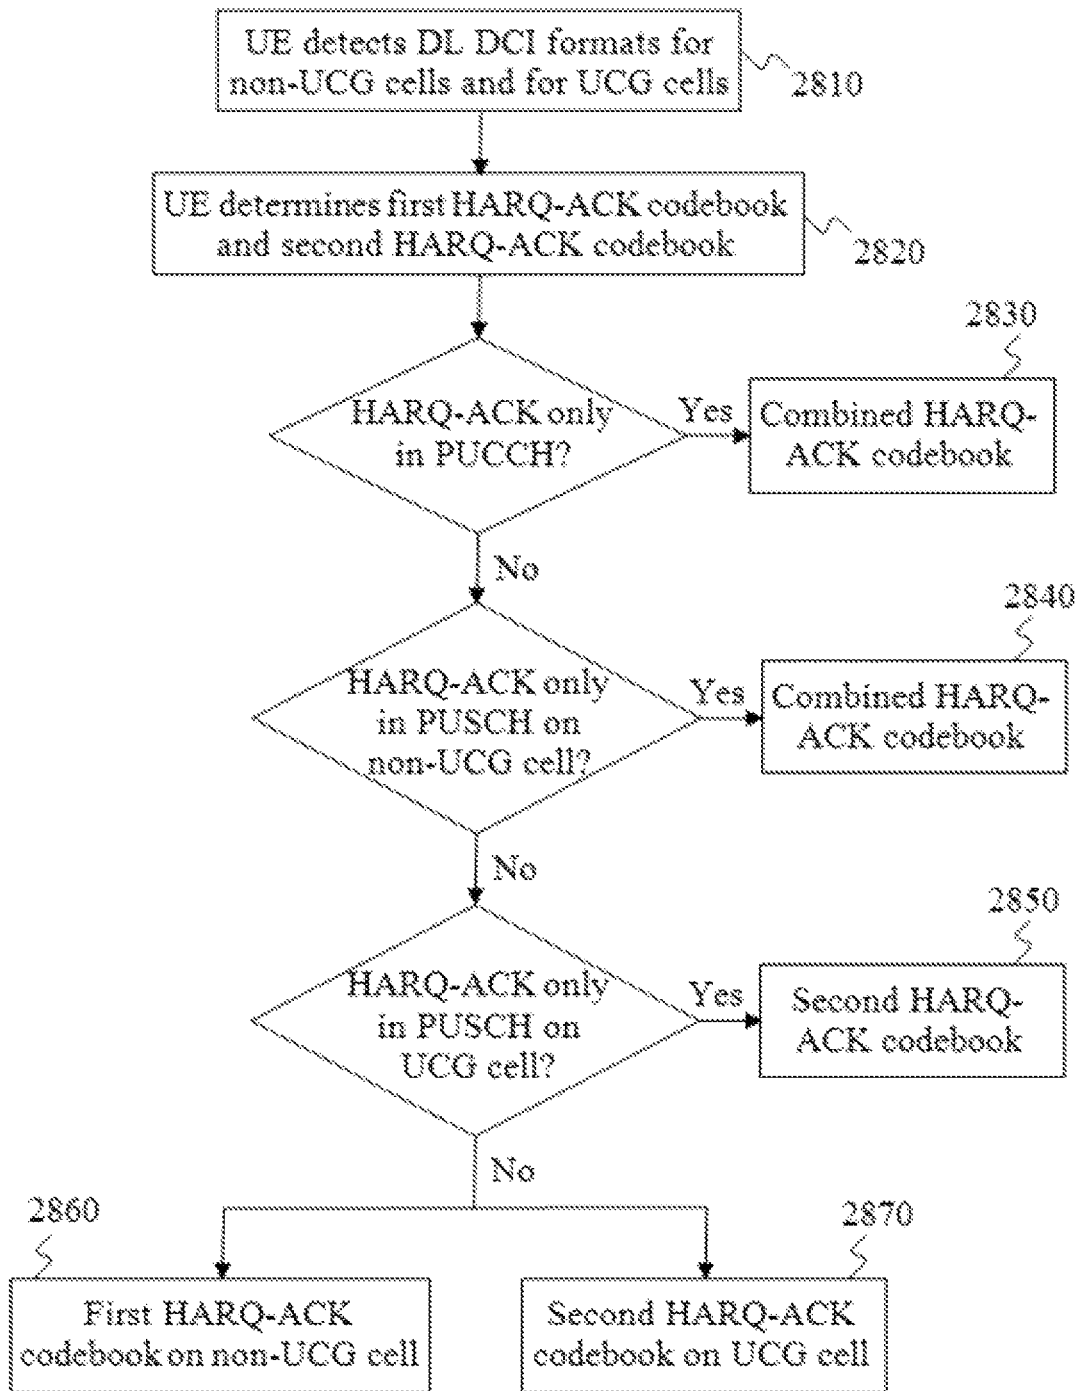 UE detects DL DCI formats for
non-UCG cells and for UCG cells
2810
UE determines first HARQ-ACK codebook
and second HARQ-ACK codebook
2820
2830
HARQ-ACK only
in PUCCH?
Yes
Combined HARQ-
ACK codebook
No
2840
HARQ-ACK only
in PUSCH on
non-UCG cell?
Yes
Combined HARQ-
ACK codebook
No
2850
HARQ-ACK only
in PUSCH on
UCG cell?
Yes
Second HARQ-
ACK codebook
No
2860
2870
First HARQ-ACK
codebook on non-UCG cell
Second HARQ-ACK
codebook on UCG cell